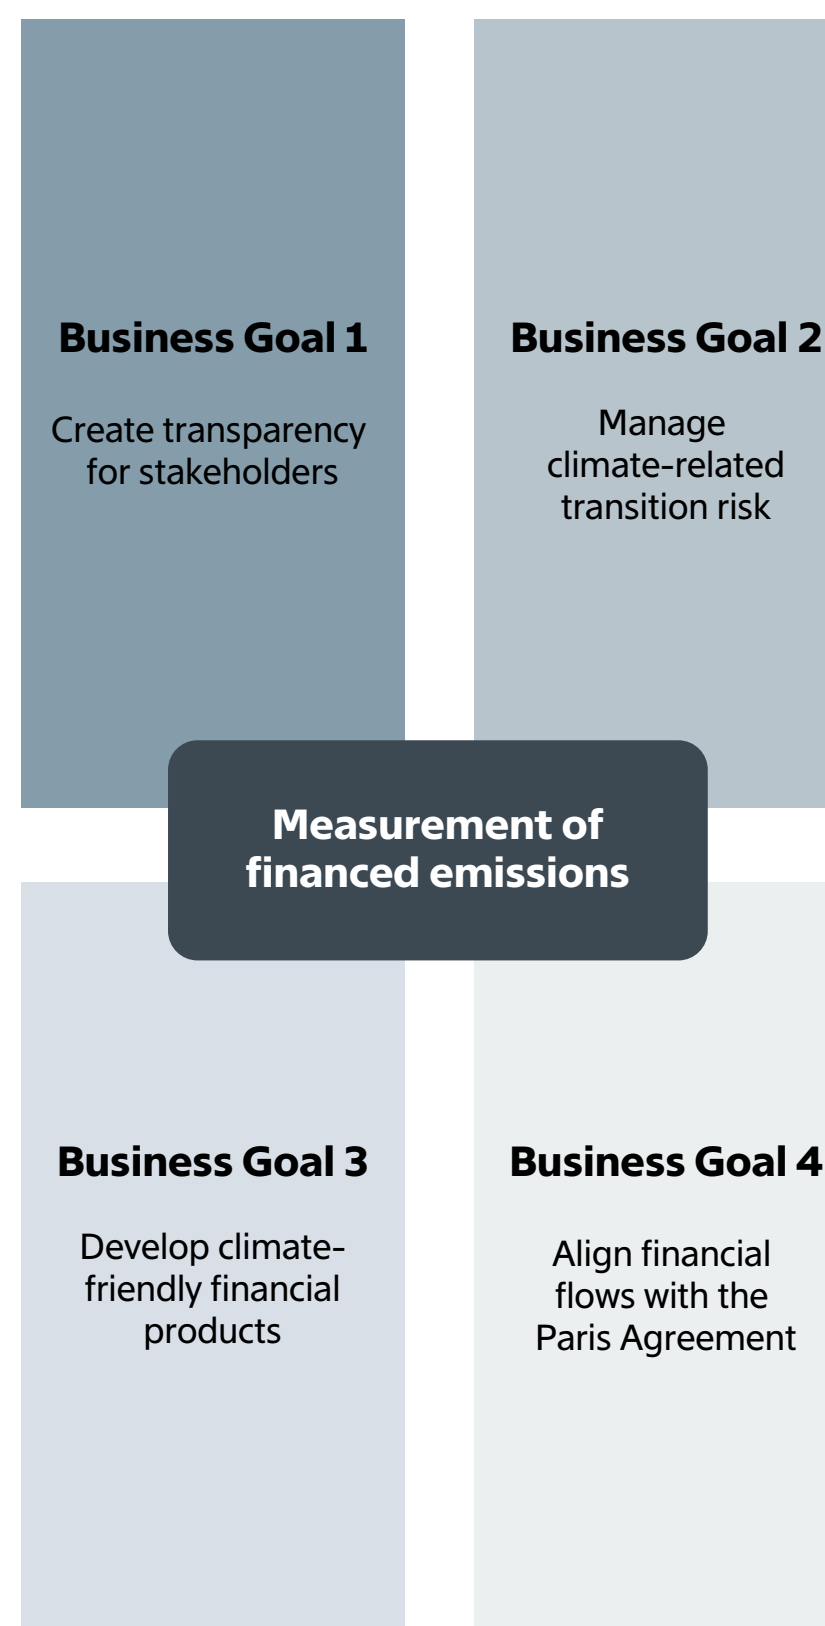 Business Goal 1
Create transparency
for stakeholders
Business Goal 2
Manage
climate-related
transition risk
Measurement of
financed emissions
Business Goal 3
Develop climate-
friendly financial
products
Business Goal 4
Align financial
flows with the
Paris Agreement